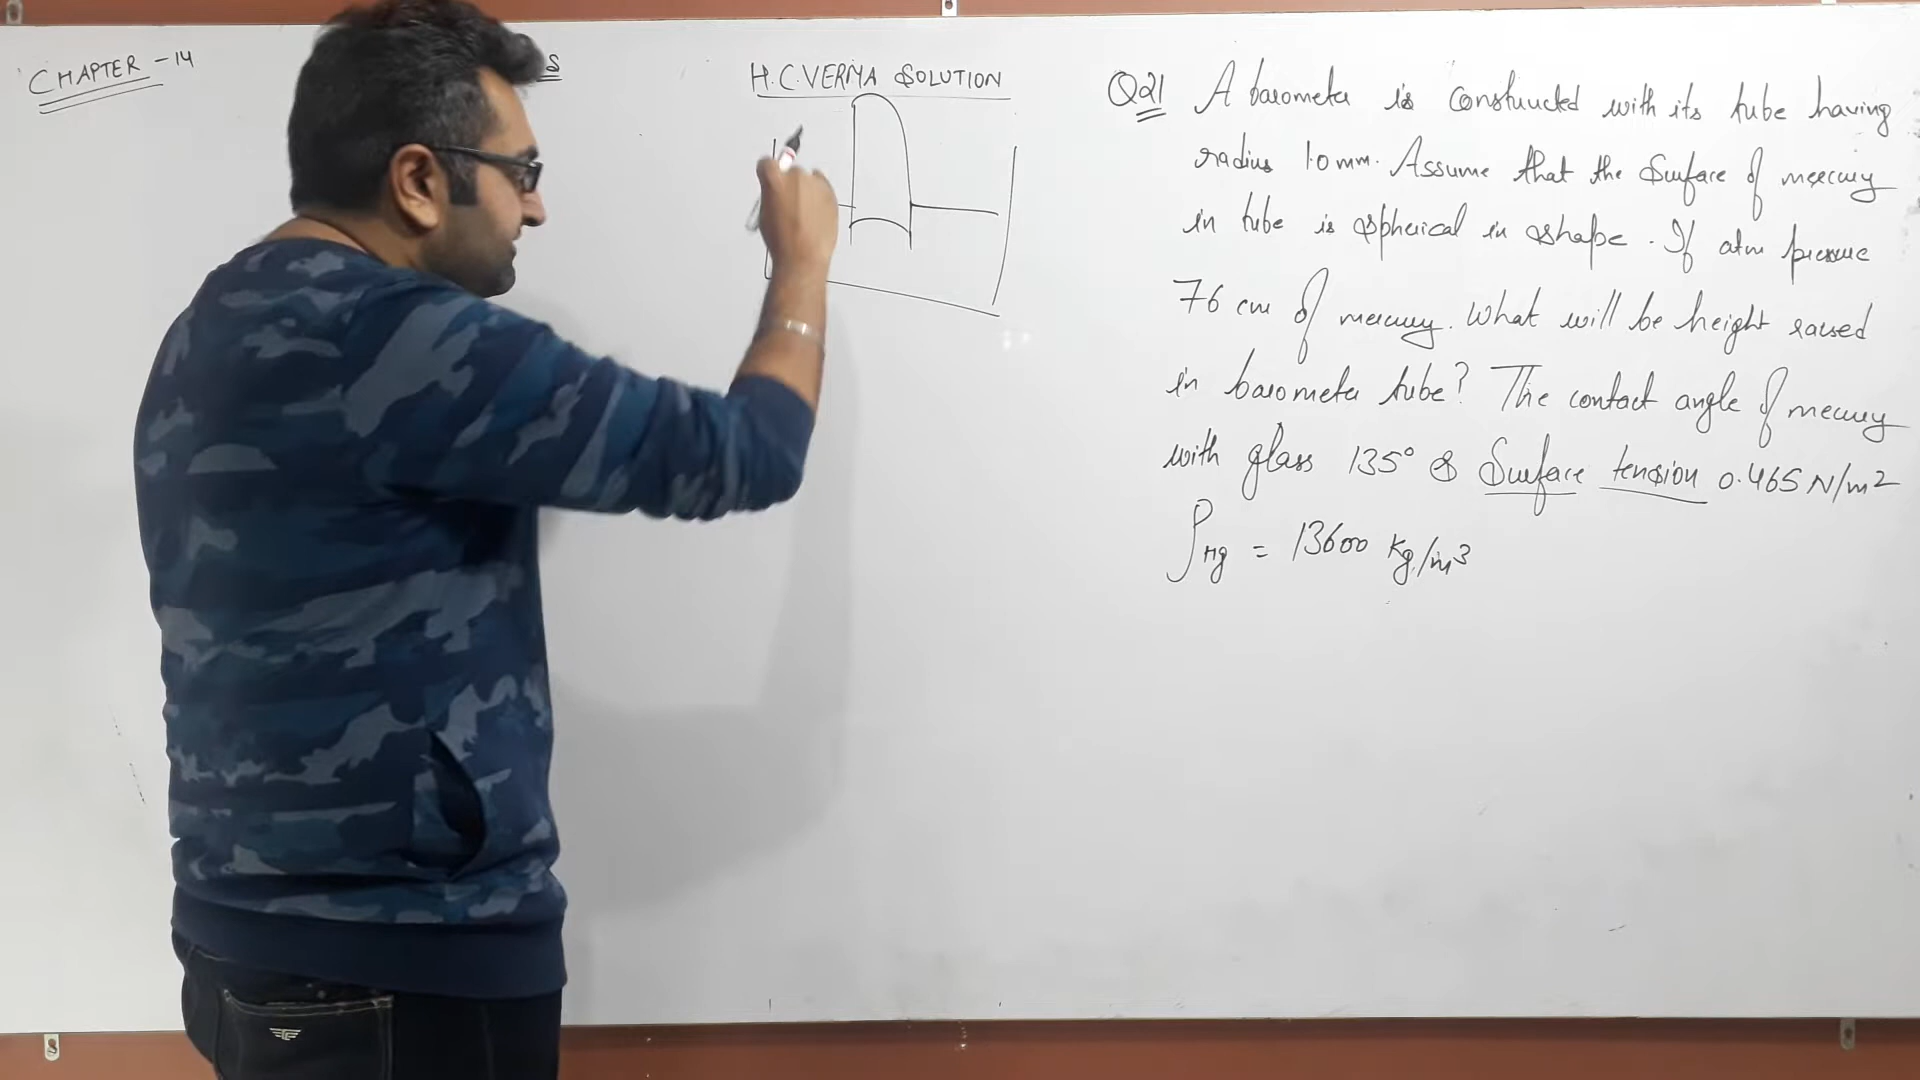 CHAPTER - 14
S
H.C.VERMA SOLUTION
Q21 A barometer is constructed with its tube having
radius 1.0 mm. Assume that the surface of mercury
in tube is spherical in shape. If atm pressure
76 cm of mercury. What will be height raised
in barometer tube? The contact angle of mercury
with glass 135° & Surface tension 0.465 N/m2
ρHg = 13600 Kg/m3